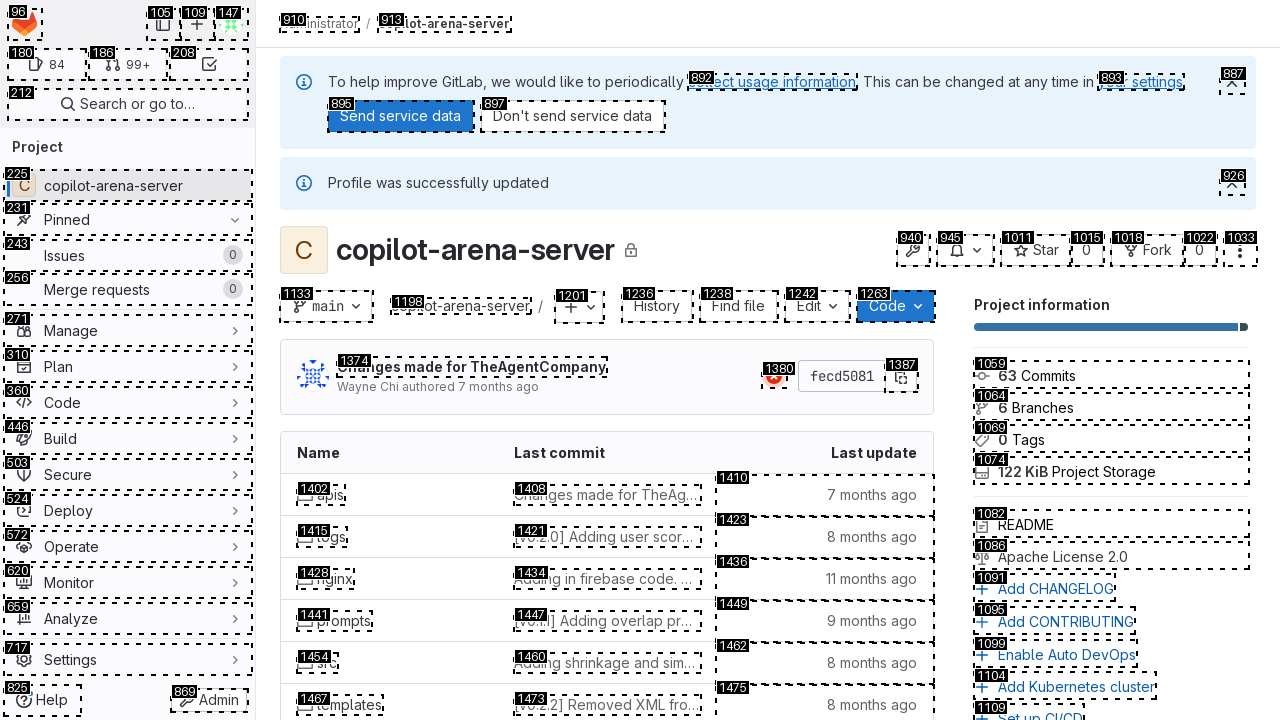 Administrator / copilot-arena-server
84
99+
Search or go to…
Project
C copilot-arena-server
Pinned
Issues 0
Merge requests 0
Manage
Plan
Code
Build
Secure
Deploy
Operate
Monitor
Analyze
Settings
Help
Admin
To help improve GitLab, we would like to periodically collect usage information. This can be changed at any time in your settings.
Send service data
Don't send service data
Profile was successfully updated
C copilot-arena-server
Star 0
Fork 0
main
copilot-arena-server /
History
Find file
Edit
Code
Changes made for TheAgentCompany
Wayne Chi authored 7 months ago
fecd5081
Name Last commit Last update
apis Changes made for TheAg… 7 months ago
logs [v0.2.0] Adding user scor… 8 months ago
nginx Adding in firebase code. … 11 months ago
prompts Adding overlap pr… 9 months ago
src Adding shrinkage and sim… 8 months ago
templates Removed XML fro… 8 months ago
Project information
63 Commits
6 Branches
0 Tags
122 KiB Project Storage
README
Apache License 2.0
Add CHANGELOG
Add CONTRIBUTING
Enable Auto DevOps
Add Kubernetes cluster
Set up CI/CD
96
105
109
147
180
186
208
212
225
231
243
256
271
310
360
446
503
524
572
620
659
717
825
869
910
913
892
893
887
895
897
926
940
945
1011
1015
1018
1022
1033
1133
1198
1201
1236
1238
1242
1263
1374
1380
1387
1402
1408
1410
1415
1421
1423
1428
1434
1436
1441
1447
1449
1454
1460
1462
1467
1473
1475
1059
1064
1069
1074
1082
1086
1091
1095
1099
1104
1109